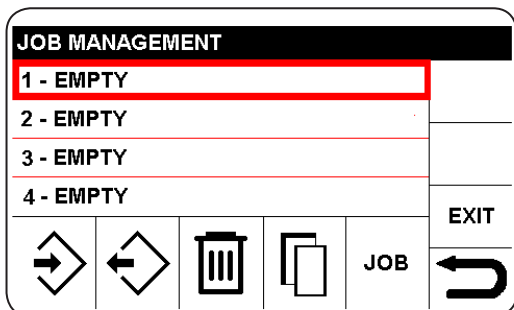 JOB MANAGEMENT
1 - EMPTY
2 - EMPTY
3 - EMPTY
4 - EMPTY
EXIT
JOB